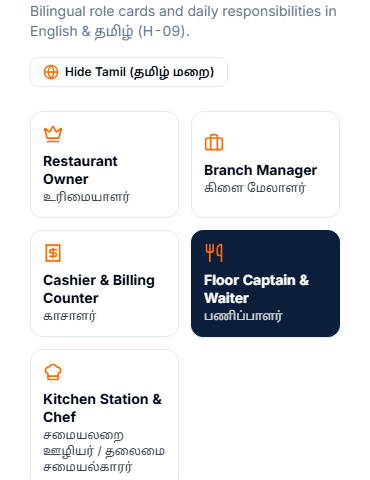 Bilingual role cards and daily responsibilities in
English & தமிழ் (H-09).
Hide Tamil (தமிழ் மறை)
Restaurant
Owner
உரிமையாளர்
Branch Manager
கிளை மேலாளர்
Cashier & Billing
Counter
காசாளர்
Floor Captain &
Waiter
பணிப்பாளர்
Kitchen Station &
Chef
சமையலறை
ஊழியர் / தலைமை
சமையல்காரர்